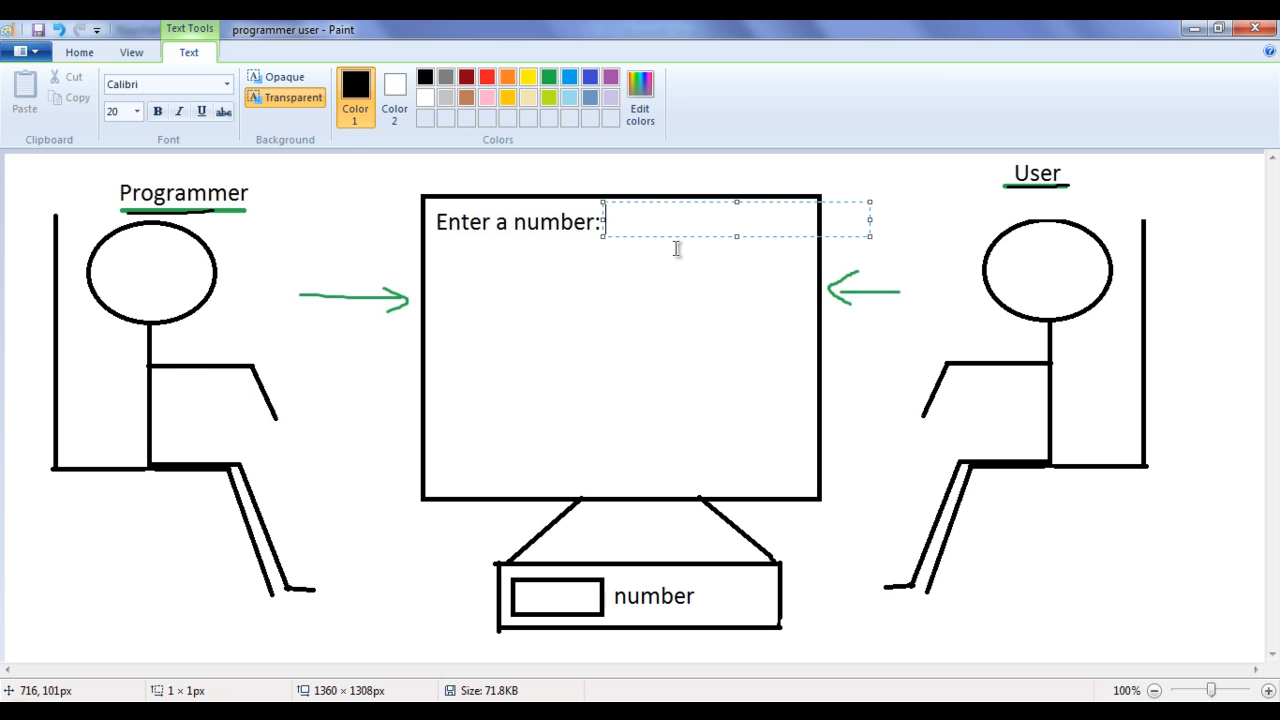 Text Tools
programmer user - Paint
Home
View
Text
Paste
Cut
Copy
Clipboard
Calibri
20
B I U abc
Font
Opaque
Transparent
Background
Color 1
Color 2
Edit colors
Colors
Programmer
User
Enter a number:
number
716, 101px
1 × 1px
1360 × 1308px
Size: 71.8KB
100%